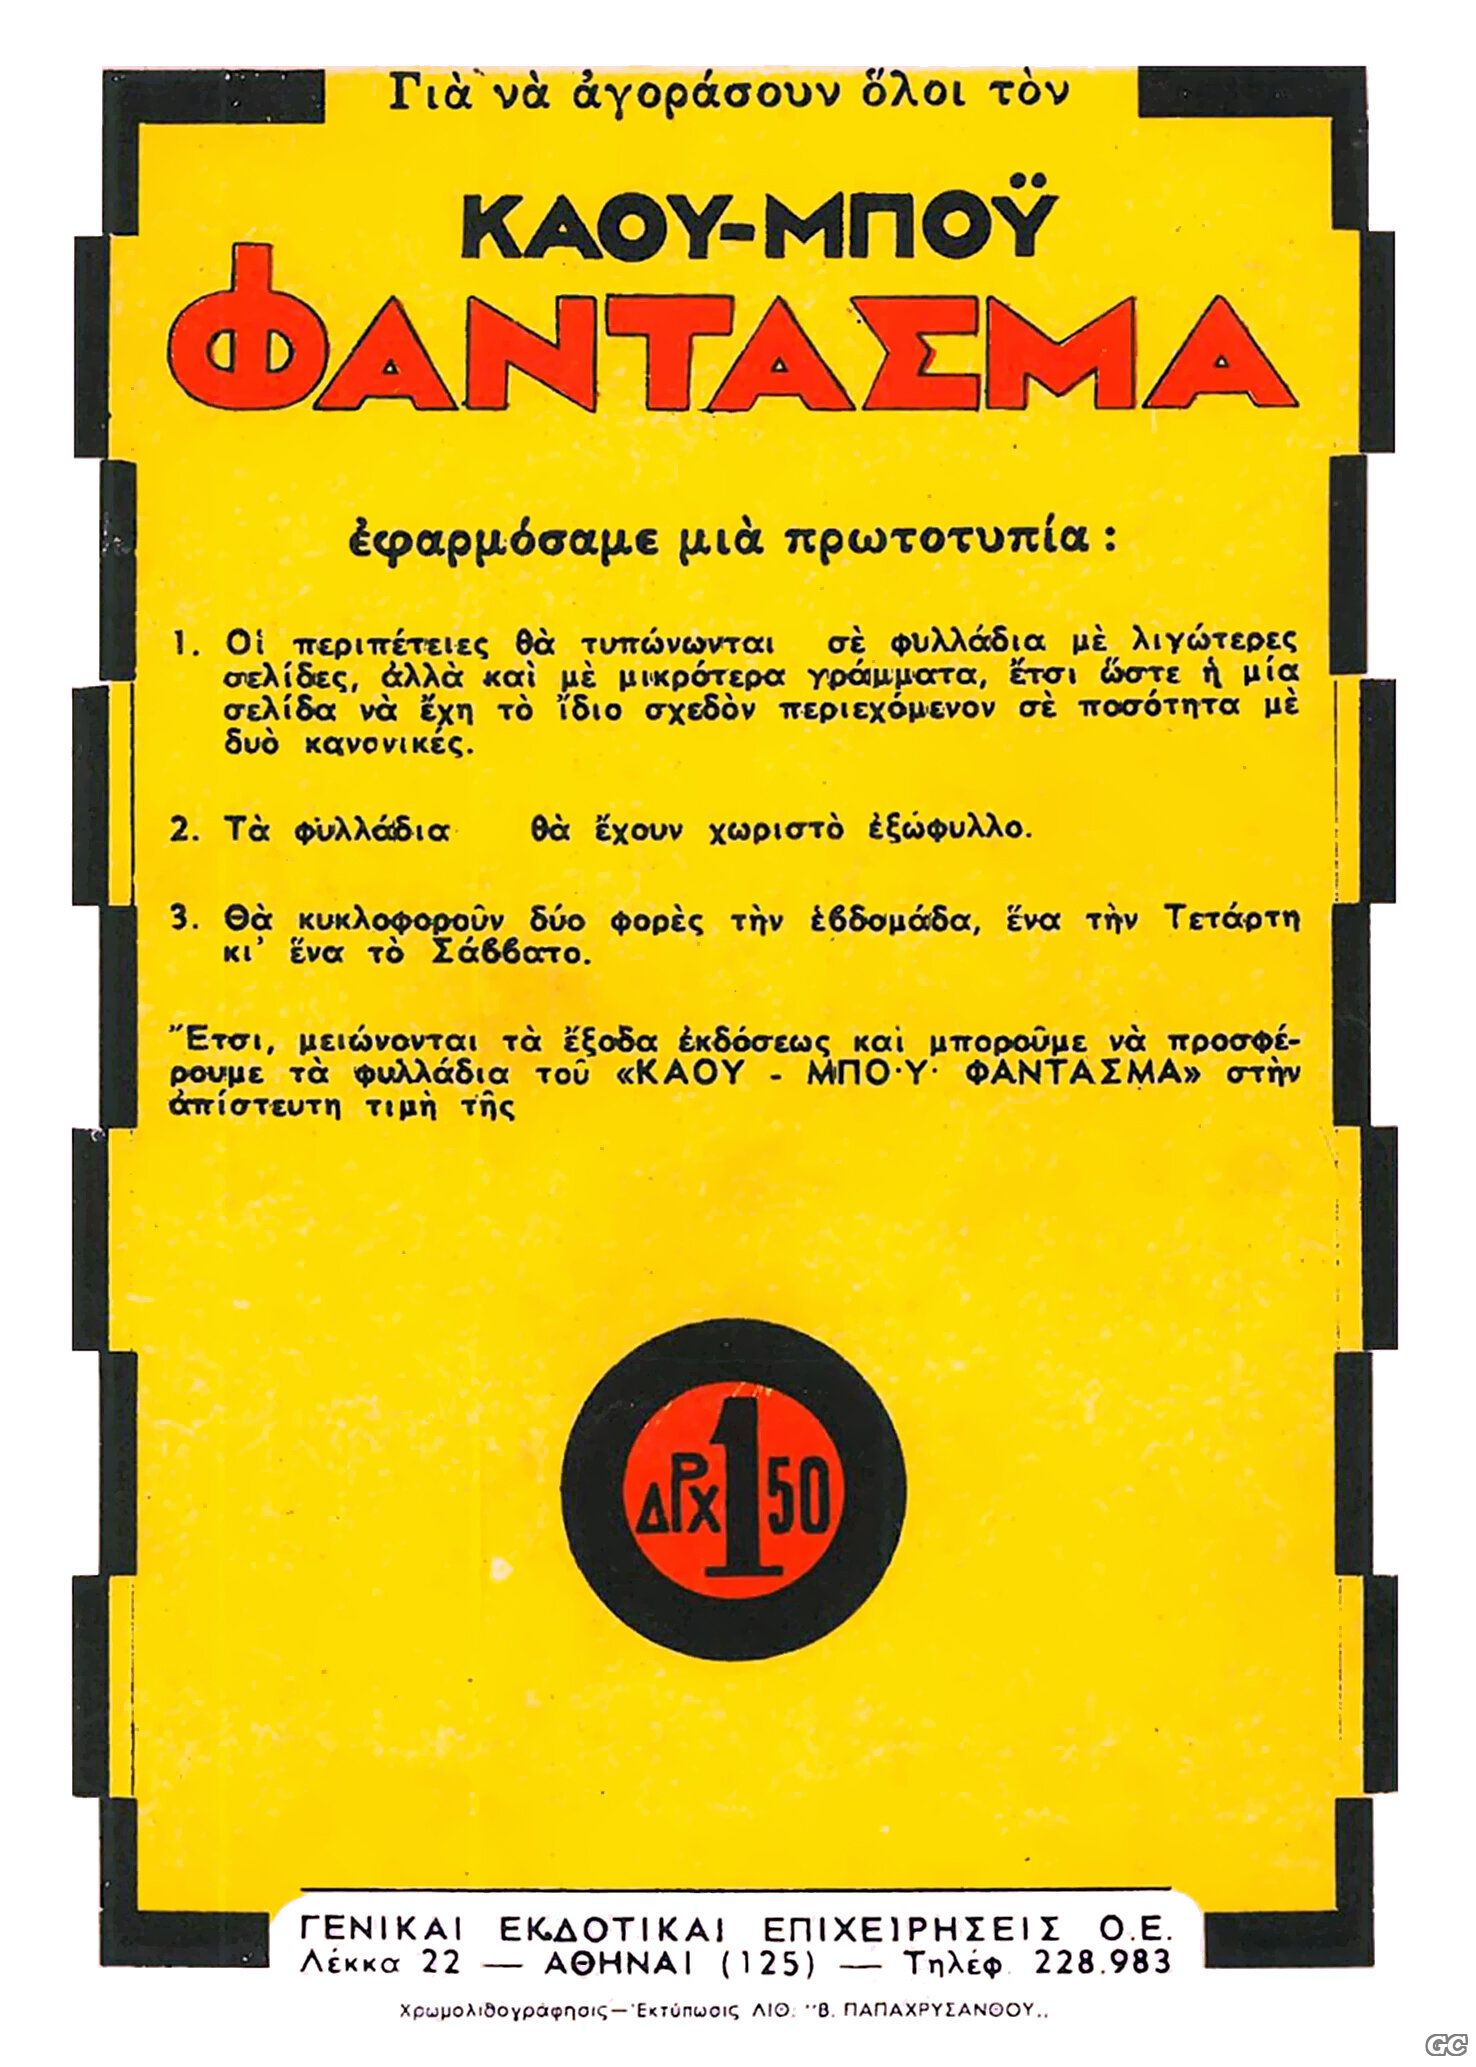 Γιὰ νὰ ἀγοράσουν ὅλοι τὸν
ΚΑΟΥ-ΜΠΟΫ
ΦΑΝΤΑΣΜΑ
ἐφαρμόσαμε μιὰ πρωτοτυπία :
1. Οἱ περιπέτειες θὰ τυπώνωνται σὲ φυλλάδια μὲ λιγώτερες
σελίδες, ἀλλὰ καὶ μὲ μικρότερα γράμματα, ἔτσι ὥστε ἡ μία
σελίδα νὰ ἔχη τὸ ἴδιο σχεδὸν περιεχόμενον σὲ ποσότητα μὲ
δυὸ κανονικές.
2. Τὰ φυλλάδια θὰ ἔχουν χωριστὸ ἐξώφυλλο.
3. Θὰ κυκλοφοροῦν δύο φορὲς τὴν ἑβδομάδα, ἕνα τὴν Τετάρτη
κι' ἕνα τὸ Σάββατο.
Ἔτσι, μειώνονται τὰ ἔξοδα ἐκδόσεως καὶ μποροῦμε νὰ προσφέ-
ρουμε τὰ φυλλάδια τοῦ «ΚΑΟΥ - ΜΠΟ·Υ· ΦΑΝΤΑΣΜΑ» στὴν
ἀπίστευτη τιμὴ τῆς
ΔΡΧ 1 50
ΓΕΝΙΚΑΙ ΕΚΔΟΤΙΚΑΙ ΕΠΙΧΕΙΡΗΣΕΙΣ Ο.Ε.
Λέκκα 22 — ΑΘΗΝΑΙ (125) — Τηλέφ. 228.983
Χρωμολιθογράφησις — Ἐκτύπωσις ΛΙΘ. "Β. ΠΑΠΑΧΡΥΣΑΝΘΟΥ„
GC